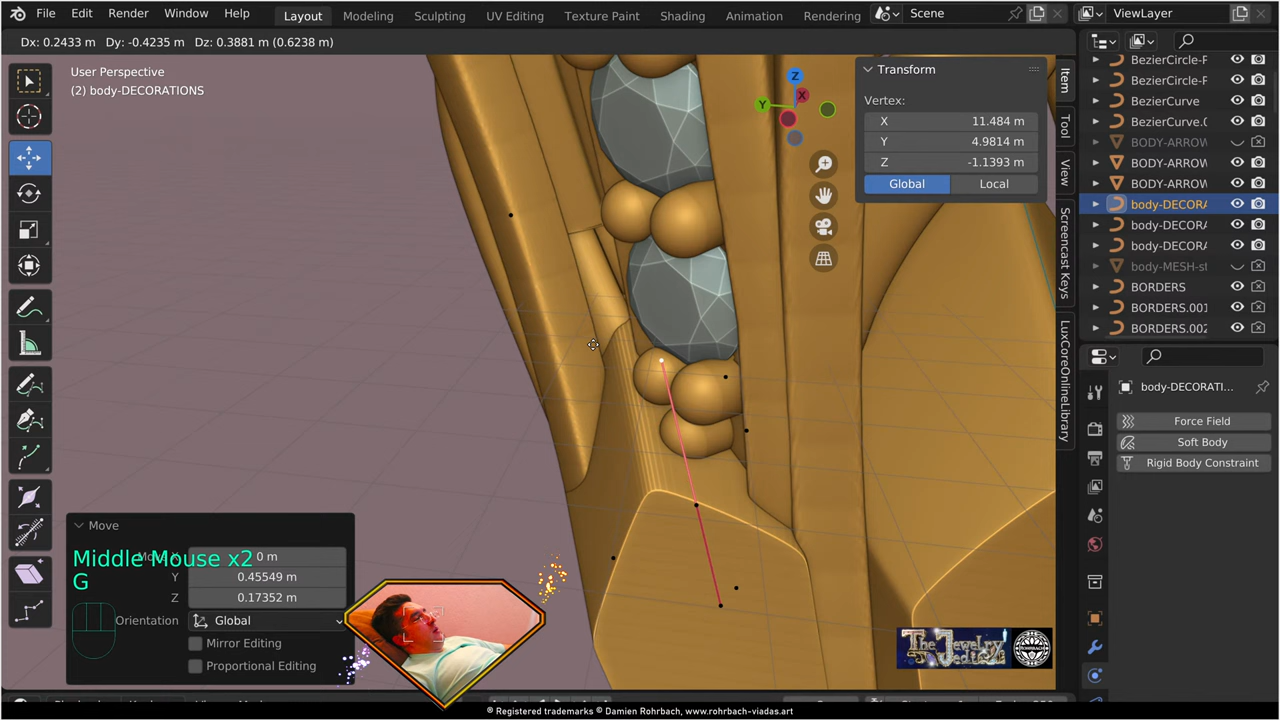 File Edit Render Window Help Layout Modeling Sculpting UV Editing Texture Paint Shading Animation Rendering Scene ViewLayer
Dx: 0.2433 m Dy: -0.4235 m Dz: 0.3881 m (0.6238 m)
User Perspective
(2) body-DECORATIONS
Z
X
Y
Transform
Vertex:
X 11.484 m
Y 4.9814 m
Z -1.1393 m
Global Local
Item
Tool
View
Screencast Keys
LuxCoreOnlineLibrary
BezierCircle-F
BezierCircle-F
BezierCurve
BezierCurve.0
BODY-ARROW
BODY-ARROW
BODY-ARROW
body-DECORA
body-DECORA
body-DECORA
body-MESH-st
BORDERS
BORDERS.001
BORDERS.002
body-DECORATI...
Force Field
Soft Body
Rigid Body Constraint
Move
Middle Mouse x2
0 m
G
Y 0.45549 m
Z 0.17352 m
Orientation Global
Mirror Editing
Proportional Editing
The Jewelry
® Registered trademarks © Damien Rohrbach, www.rohrbach-viadas.art